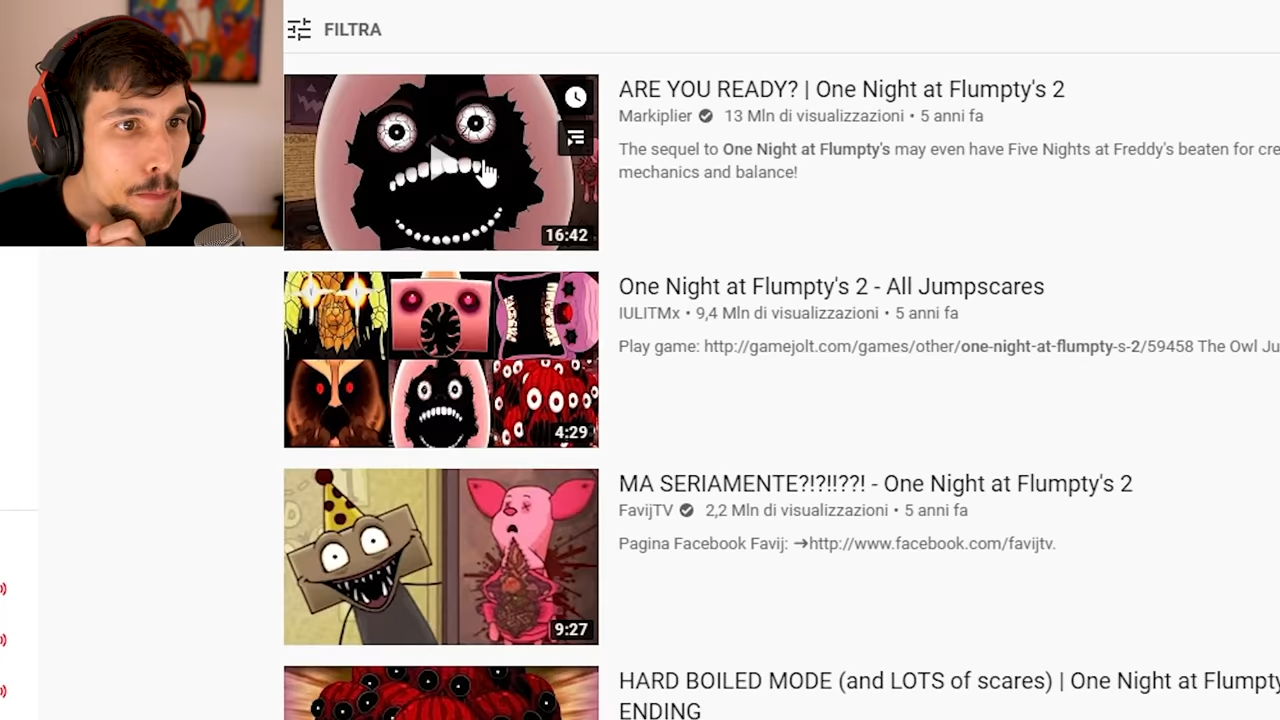 FILTRA
ARE YOU READY? | One Night at Flumpty's 2
Markiplier 13 Mln di visualizzazioni • 5 anni fa
The sequel to One Night at Flumpty's may even have Five Nights at Freddy's beaten for cre
mechanics and balance!
16:42
One Night at Flumpty's 2 - All Jumpscares
IULITMx • 9,4 Mln di visualizzazioni • 5 anni fa
Play game: http://gamejolt.com/games/other/one-night-at-flumpty-s-2/59458 The Owl Ju
4:29
MA SERIAMENTE?!?!!??! - One Night at Flumpty's 2
FavijTV 2,2 Mln di visualizzazioni • 5 anni fa
Pagina Facebook Favij: →http://www.facebook.com/favijtv.
9:27
HARD BOILED MODE (and LOTS of scares) | One Night at Flumpty
ENDING